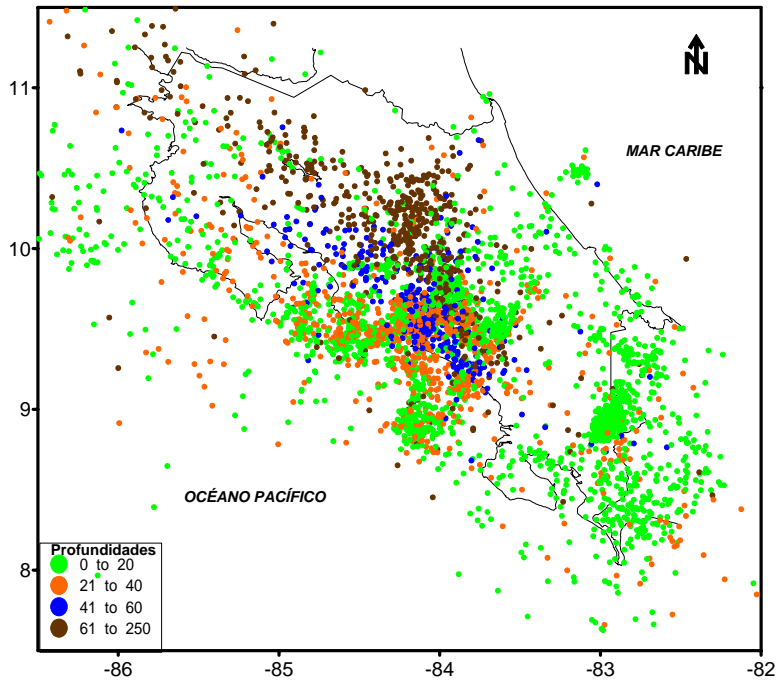 N
11
MAR CARIBE
10
9
OCÉANO PACÍFICO
Profundidades
0 to 20
21 to 40
41 to 60
61 to 250
8
-86 -85 -84 -83 -82